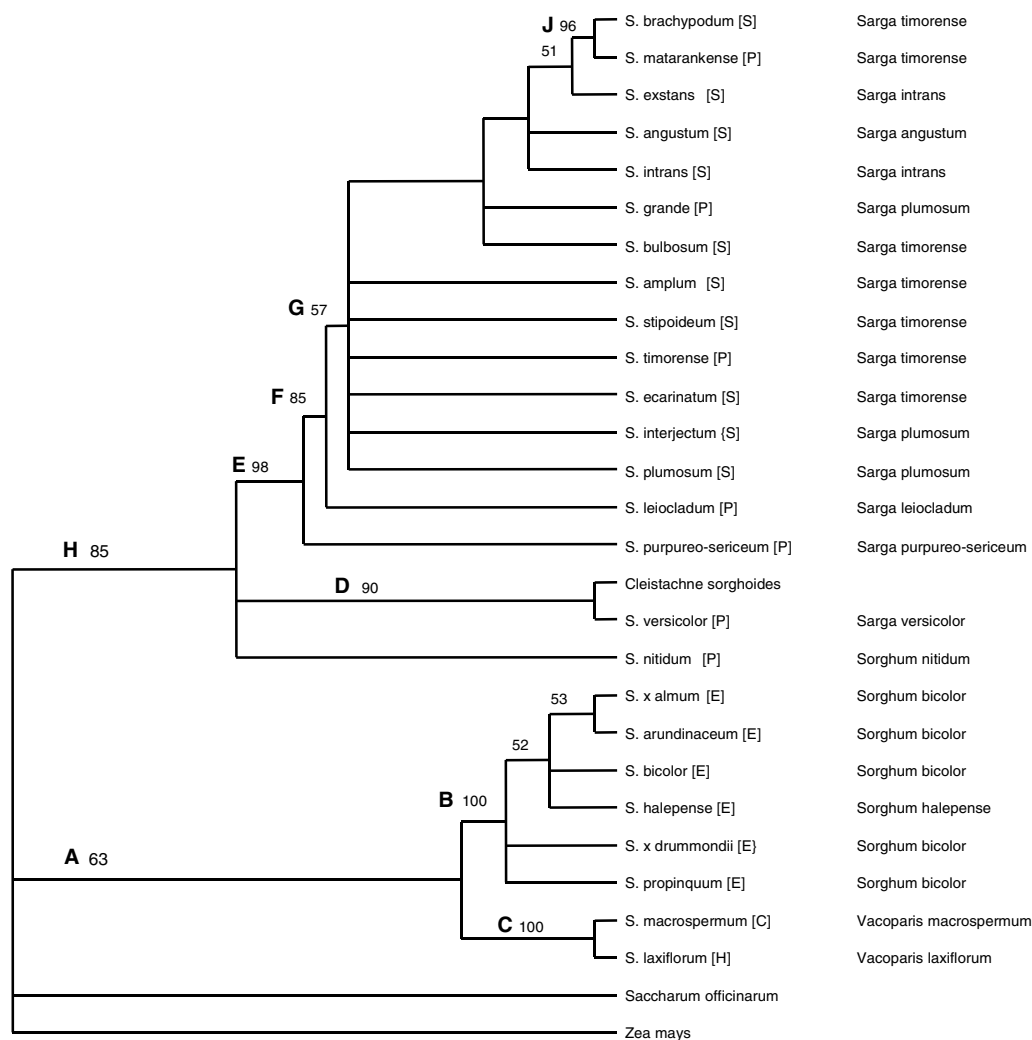 S. brachypodum [S] Sarga timorense
J 96
51
S. matarankense [P] Sarga timorense
S. exstans [S] Sarga intrans
S. angustum [S] Sarga angustum
S. intrans [S] Sarga intrans
S. grande [P] Sarga plumosum
S. bulbosum [S] Sarga timorense
S. amplum [S] Sarga timorense
G 57
S. stipoideum [S] Sarga timorense
S. timorense [P] Sarga timorense
F 85
S. ecarinatum [S] Sarga timorense
S. interjectum {S] Sarga plumosum
E 98
S. plumosum [S] Sarga plumosum
S. leiocladum [P] Sarga leiocladum
H 85
S. purpureo-sericeum [P] Sarga purpureo-sericeum
D 90
Cleistachne sorghoides
S. versicolor [P] Sarga versicolor
S. nitidum [P] Sorghum nitidum
53
S. x almum [E] Sorghum bicolor
S. arundinaceum [E] Sorghum bicolor
52
S. bicolor [E] Sorghum bicolor
B 100
S. halepense [E] Sorghum halepense
A 63
S. x drummondii [E} Sorghum bicolor
S. propinquum [E] Sorghum bicolor
C 100
S. macrospermum [C] Vacoparis macrospermum
S. laxiflorum [H] Vacoparis laxiflorum
Saccharum officinarum
Zea mays